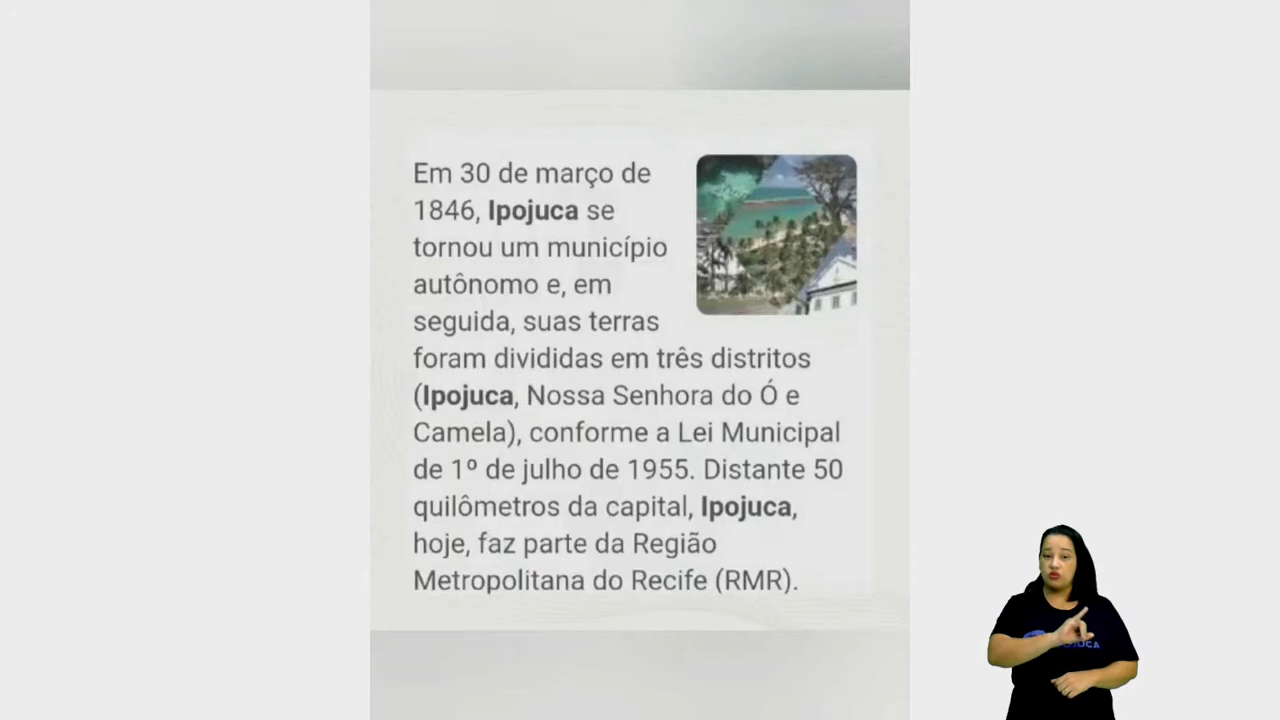 Em 30 de março de
1846, Ipojuca se
tornou um município
autônomo e, em
seguida, suas terras
foram divididas em três distritos
(Ipojuca, Nossa Senhora do Ó e
Camela), conforme a Lei Municipal
de 1º de julho de 1955. Distante 50
quilômetros da capital, Ipojuca,
hoje, faz parte da Região
Metropolitana do Recife (RMR).